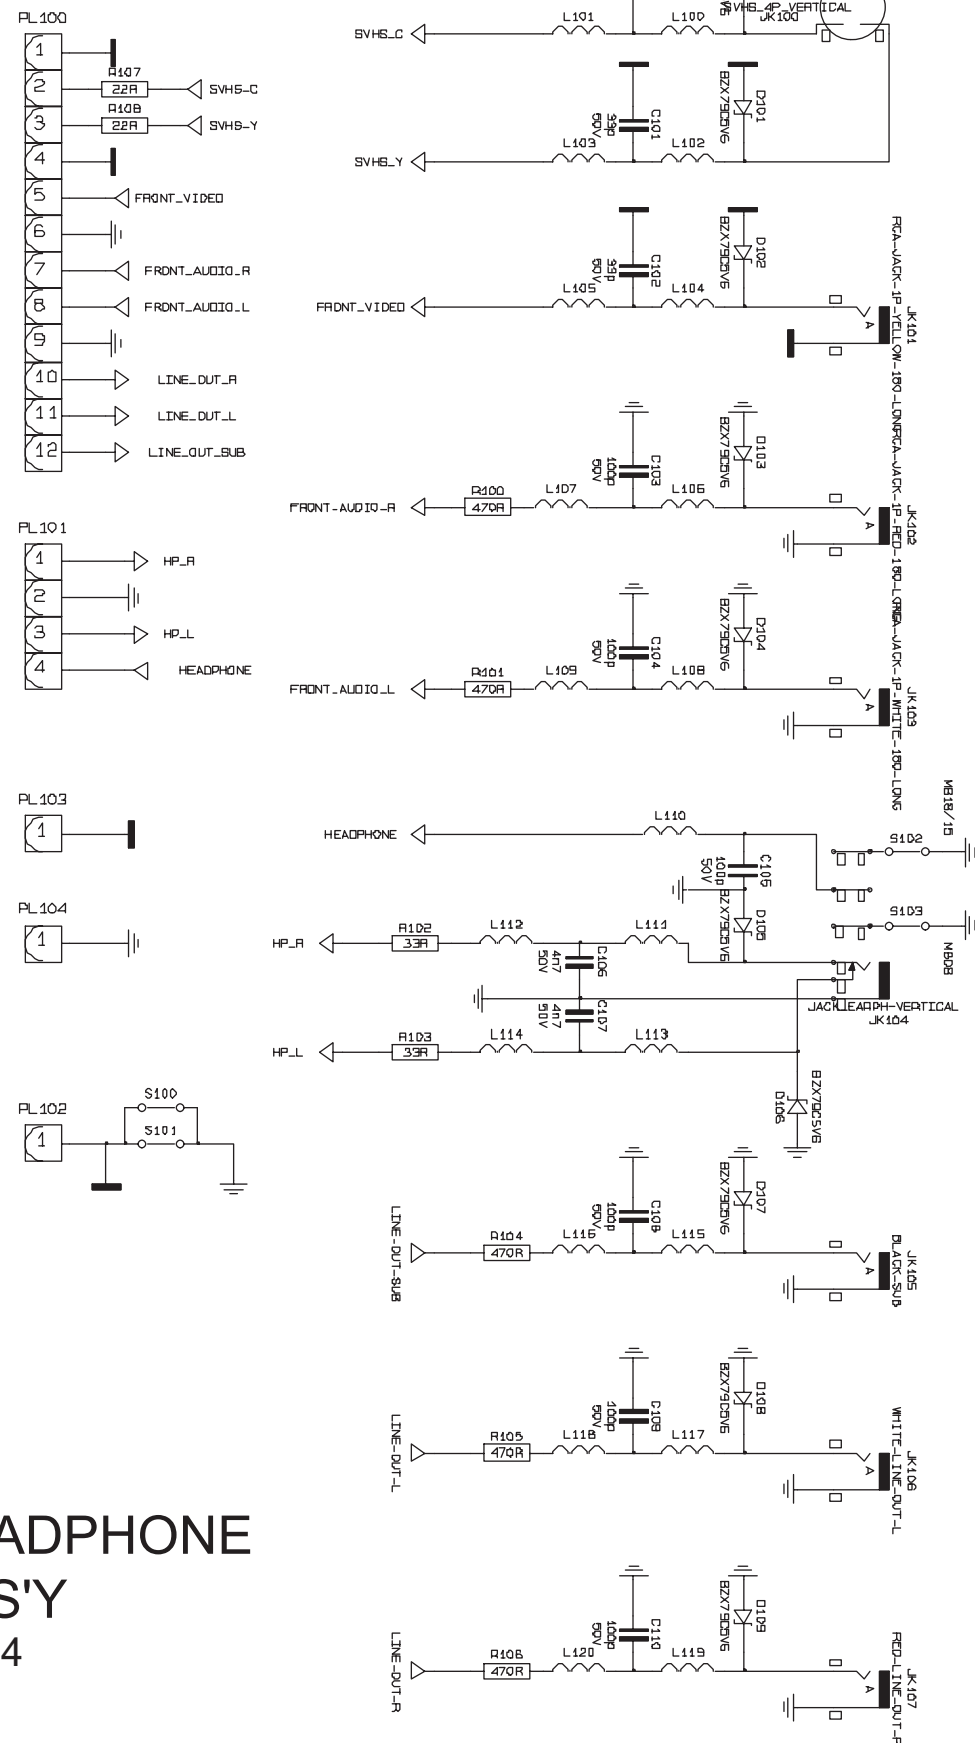 PL100
1
2
3
4
5
6
7
8
9
10
11
12
R107
22R
SVHS-C
R108
22R
SVHS-Y
FRONT_VIDEO
FRONT_AUDIO_R
FRONT_AUDIO_L
LINE_OUT_R
LINE_OUT_L
LINE_OUT_SUB
PL101
1
2
3
4
HP_R
HP_L
HEADPHONE
PL103
1
PL104
1
PL102
1
S100
S101
SVHS_4P_VERTICAL
JK100
SVHS_C
L101
L100
C101
33p
50V
D101
BZX79C5V6
SVHS_Y
L103
L102
C102
33p
50V
D102
BZX79C5V6
FRONT_VIDEO
L105
L104
A
JK101
RCA-JACK-1P-YELLOW-180-LONG
C103
100p
50V
D103
BZX79C5V6
FRONT_AUDIO_R
R100
470R
L107
L106
A
JK102
RCA-JACK-1P-RED-180-LONG
C104
100p
50V
D104
BZX79C5V6
FRONT_AUDIO_L
R101
470R
L109
L108
A
JK103
RCA-JACK-1P-WHITE-180-LONG
HEADPHONE
L110
C105
100p
50V
D105
BZX79C5V6
S102
MB18/15
S103
MB08
HP_R
R102
33R
L112
L111
C106
4n7
50V
C107
4n7
50V
JACK_EARPH-VERTICAL
JK104
HP_L
R103
33R
L114
L113
D106
BZX79C5V6
C108
100p
50V
D107
BZX79C5V6
LINE-OUT-SUB
R104
470R
L116
L115
A
JK105
BLACK-SUB
C109
100p
50V
D108
BZX79C5V6
LINE-OUT-L
R105
470R
L118
L117
A
JK106
WHITE-LINE-OUT-L
C110
100p
50V
D109
BZX79C5V6
LINE-OUT-R
R106
470R
L120
L119
A
JK107
RED-LINE-OUT-R
ADPHONE
S'Y
4